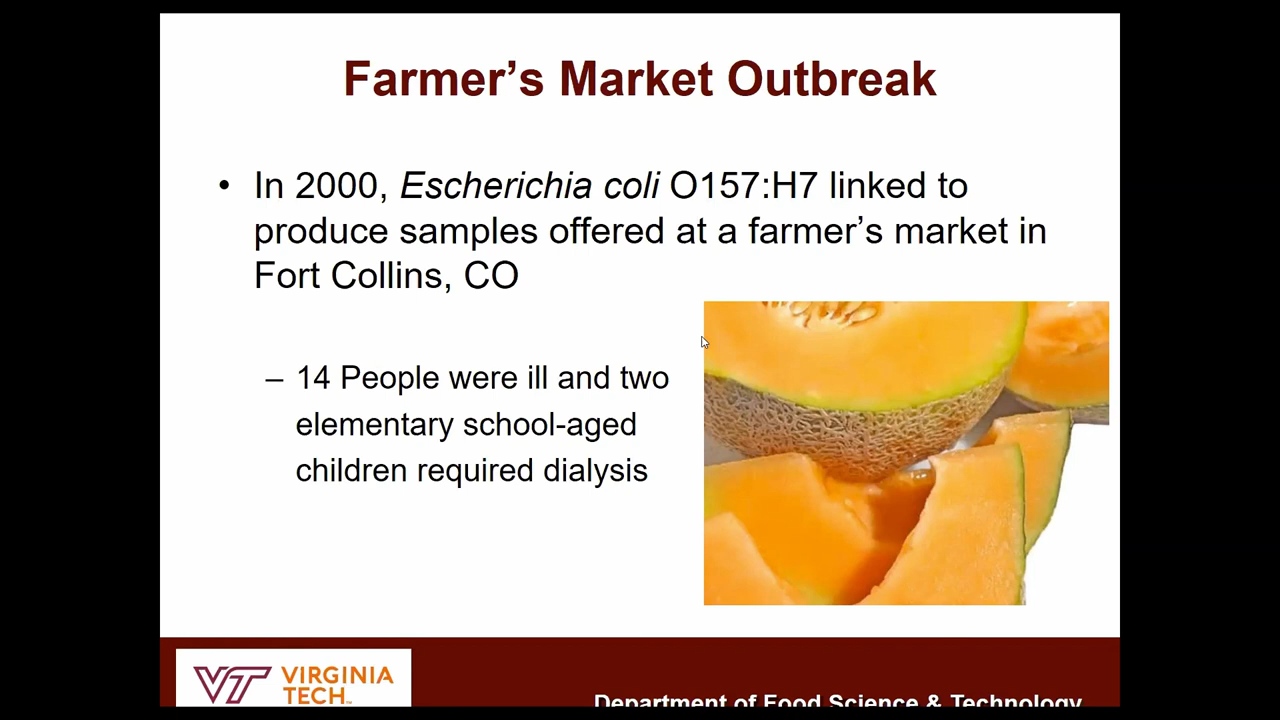 Farmer’s Market Outbreak
• In 2000, Escherichia coli O157:H7 linked to
produce samples offered at a farmer’s market in
Fort Collins, CO
– 14 People were ill and two
elementary school-aged
children required dialysis
VT VIRGINIA
TECH™
Department of Food Science & Technology